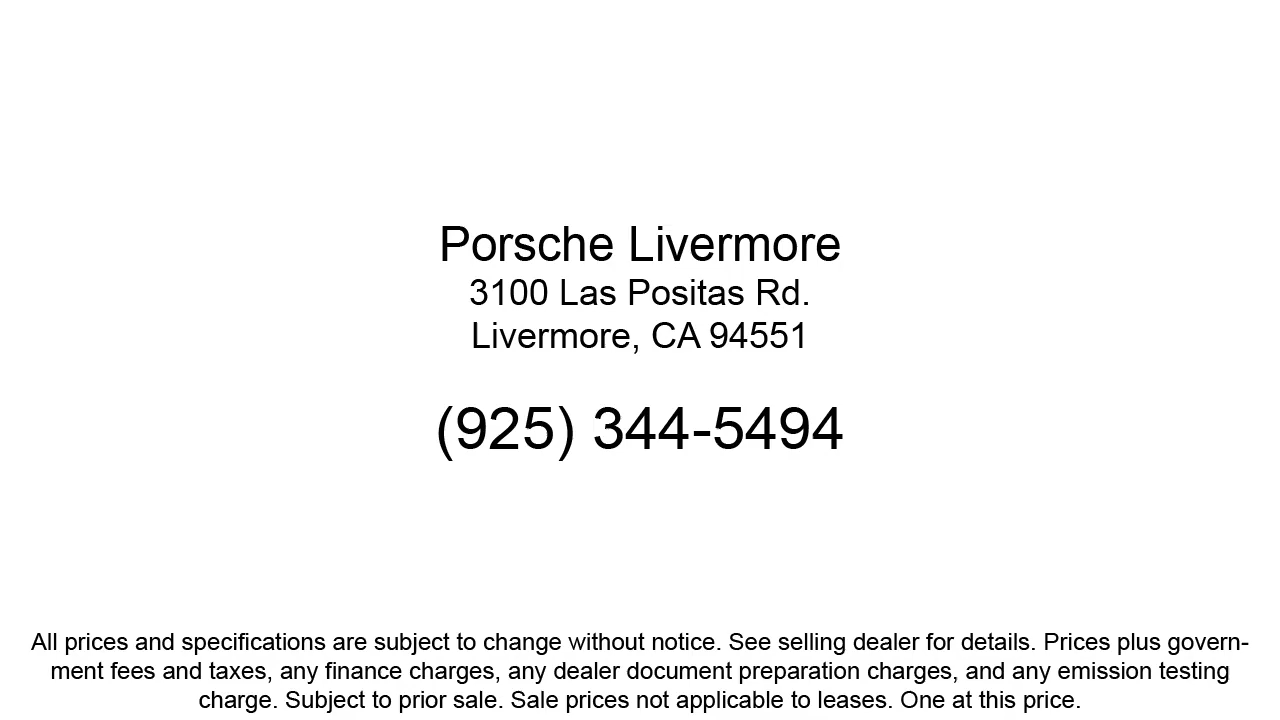 Porsche Livermore
3100 Las Positas Rd.
Livermore, CA 94551
(925) 344-5494
All prices and specifications are subject to change without notice. See selling dealer for details. Prices plus govern-
ment fees and taxes, any finance charges, any dealer document preparation charges, and any emission testing
charge. Subject to prior sale. Sale prices not applicable to leases. One at this price.